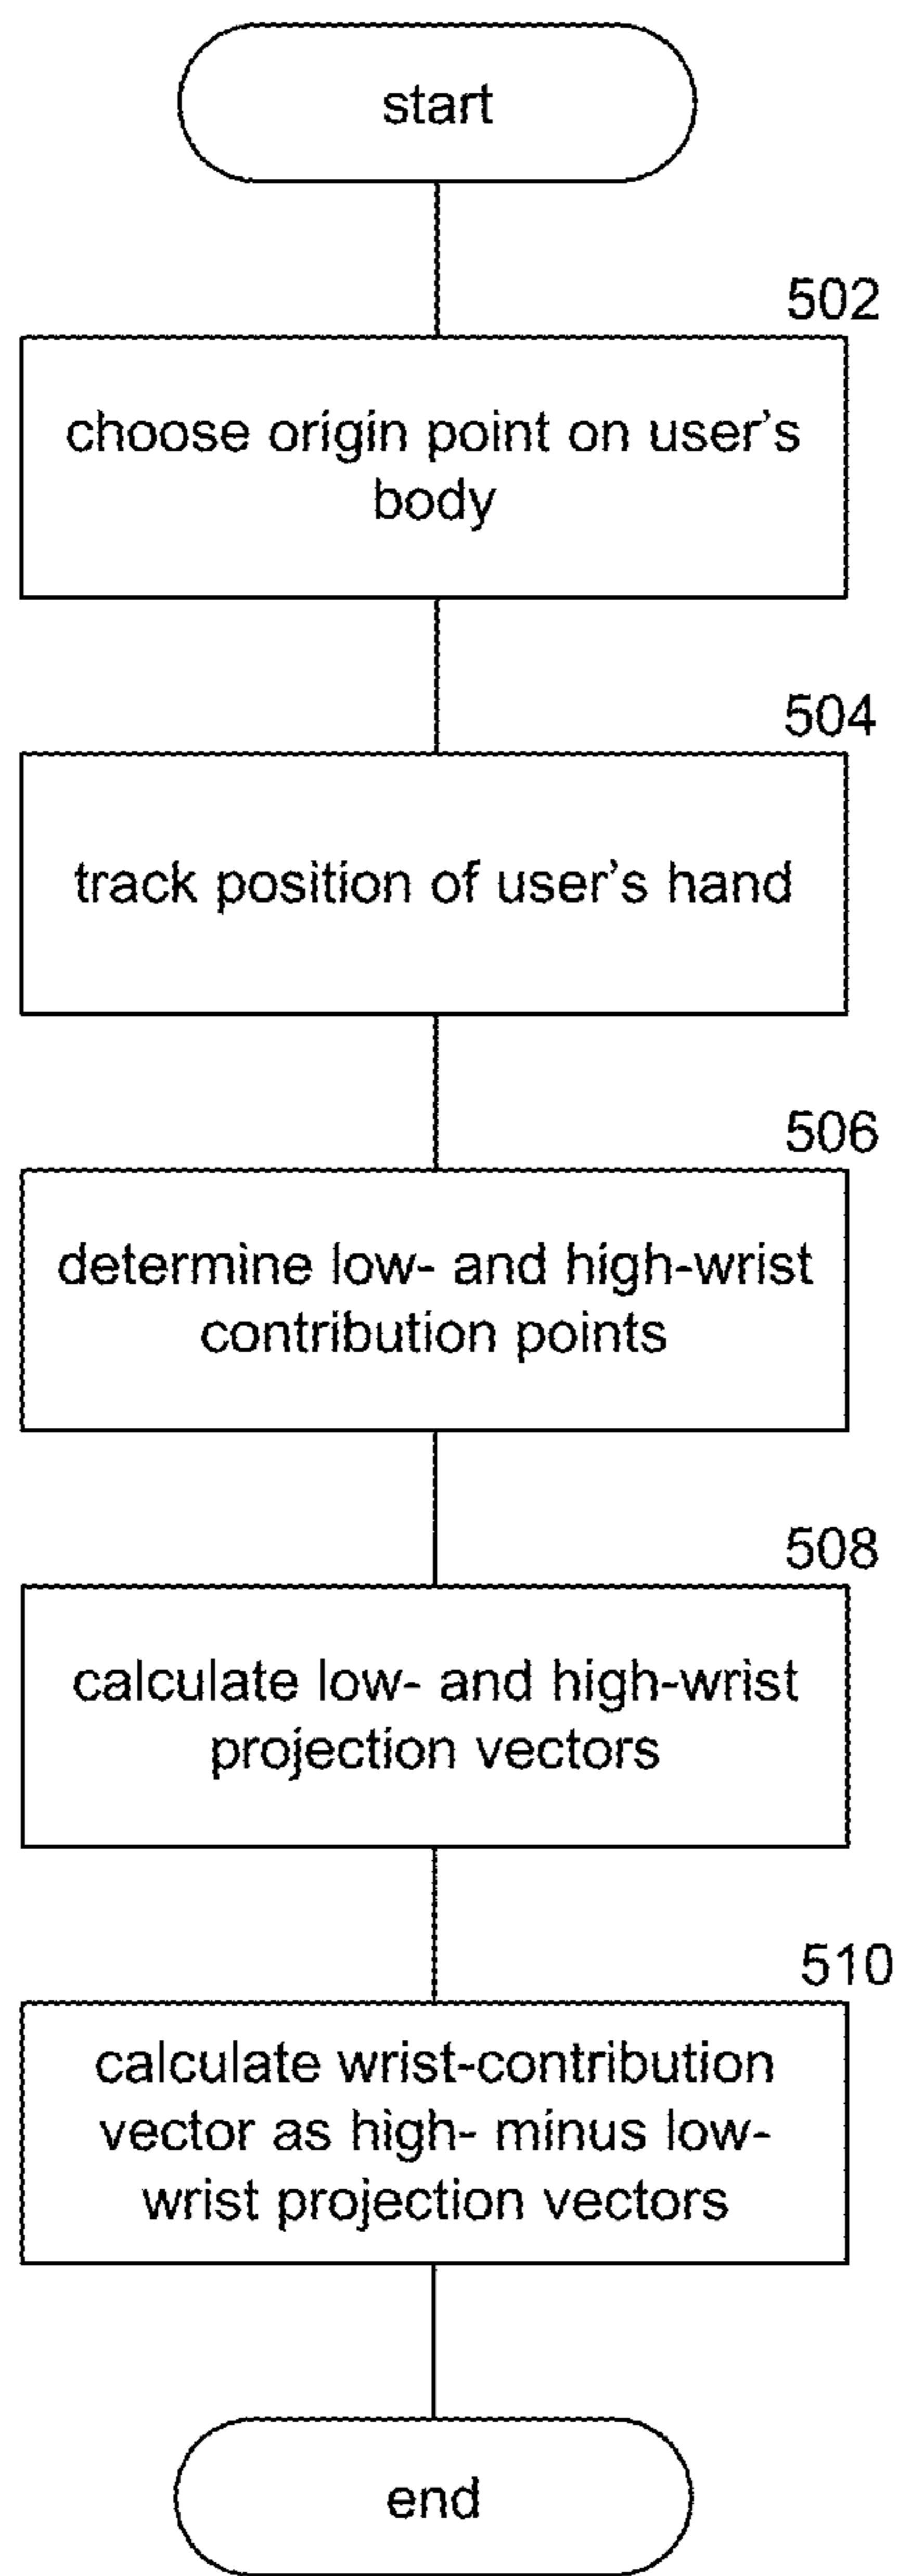 start
502
choose origin point on user's
body
504
track position of user's hand
506
determine low- and high-wrist
contribution points
508
calculate low- and high-wrist
projection vectors
510
calculate wrist-contribution
vector as high- minus low-
wrist projection vectors
end